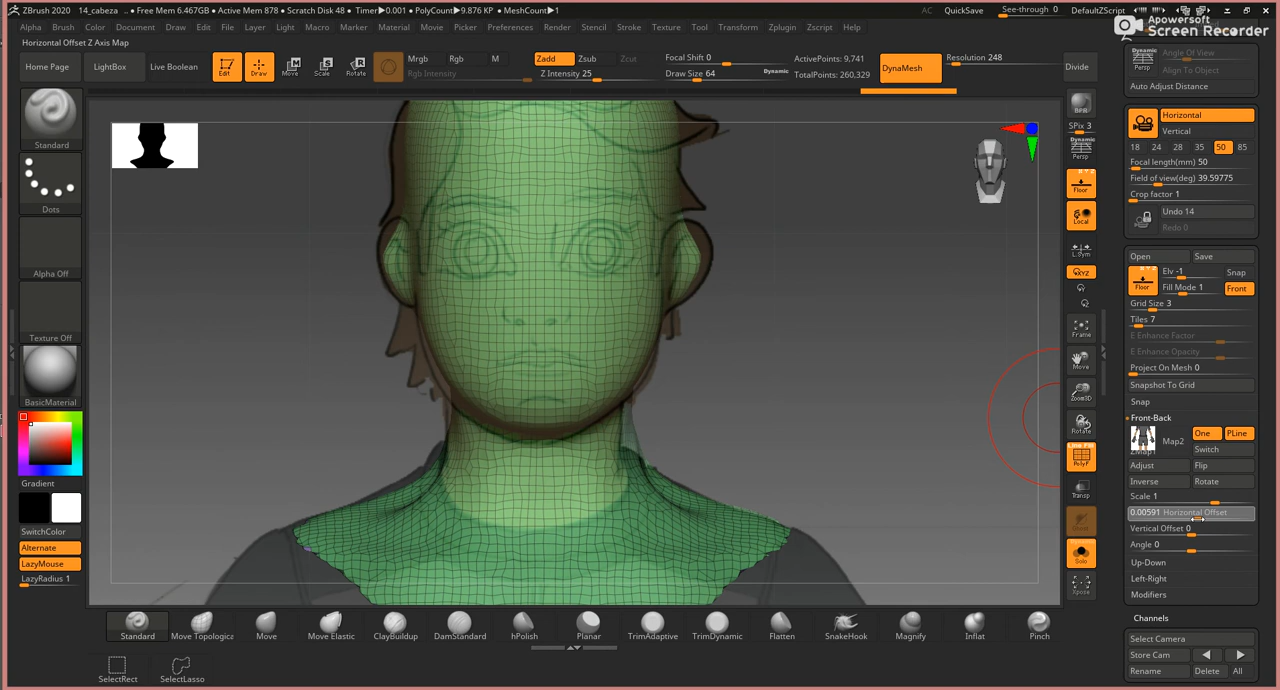 ZBrush 2020 14_cabeza .. • Free Mem 6.467GB • Active Mem 878 • Scratch Disk 48 • Timer▶0.001 • PolyCount▶9.876 KP • MeshCount▶1
AC QuickSave See-through 0 DefaultZScript
Alpha Brush Color Document Draw Edit File Layer Light Macro Marker Material Movie Picker Preferences Render Stencil Stroke Texture Tool Transform Zplugin Zscript Help
Apowersoft
Screen Recorder
Horizontal Offset Z Axis Map
Home Page
LightBox
Live Boolean
Edit
Draw
Move
Scale
Rotate
Mrgb
Rgb
M
Rgb Intensity
Zadd
Zsub
Zcut
Z Intensity 25
Focal Shift 0
Draw Size 64
Dynamic
ActivePoints: 9,741
TotalPoints: 260,329
DynaMesh
Resolution 248
Divide
Standard
Dots
Alpha Off
Texture Off
BasicMaterial
Gradient
SwitchColor
Alternate
LazyMouse
LazyRadius 1
BPR
SPix 3
Dynamic
Persp
Floor
Local
L.Sym
XYZ
Frame
Move
Zoom3D
Rotate
Line Fill
PolyF
Transp
Solo
Xpose
Dynamic
Persp
Angle Of View
Align To Object
Auto Adjust Distance
Horizontal
Vertical
18 24 28 35 50 85
Focal length(mm) 50
Field of view(deg) 39.59775
Crop factor 1
Undo 14
Redo 0
Open
Save
Floor
Elv -1
Snap
Fill Mode 1
Front
Grid Size 3
Tiles 7
E Enhance Factor
E Enhance Opacity
Project On Mesh 0
Snapshot To Grid
Snap
Front-Back
Map2
One
PLine
Switch
Adjust
Flip
Inverse
Rotate
Scale 1
0.00591 Horizontal Offset
Vertical Offset 0
Angle 0
Up-Down
Left-Right
Modifiers
Channels
Select Camera
Store Cam
Rename
Delete
All
Standard
Move Topologica
Move
Move Elastic
ClayBuildup
DamStandard
hPolish
Planar
TrimAdaptive
TrimDynamic
Flatten
SnakeHook
Magnify
Inflat
Pinch
SelectRect
SelectLasso